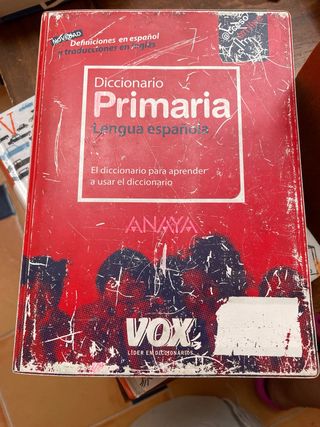 NOVEDAD
Definiciones en español
y traducciones en inglés
Diccionario
Primaria
Lengua española
El diccionario para aprender
a usar el diccionario
ANAYA
VOX
LÍDER EN DICCIONARIOS